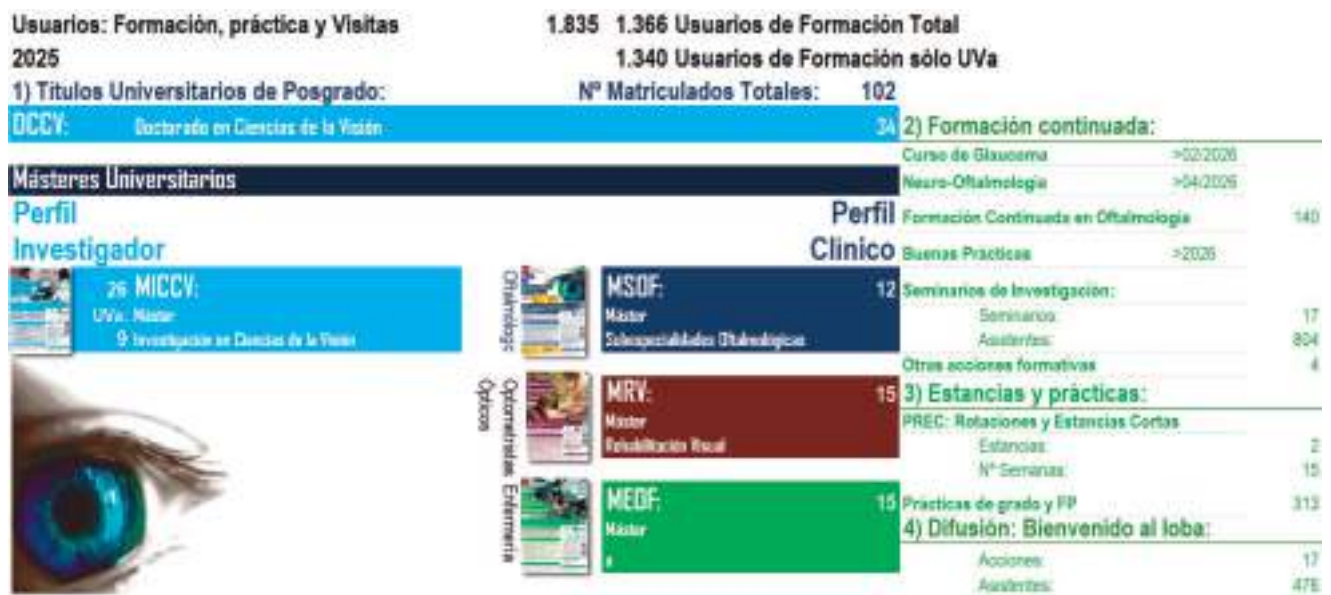 Usuarios: Formación, práctica y Visitas 1.835 1.366 Usuarios de Formación Total
2025 1.340 Usuarios de Formación sólo UVa
1) Títulos Universitarios de Posgrado: Nº Matriculados Totales: 102
DCCV: Doctorado en Ciencias de la Visión 34
Másteres Universitarios
Perfil
Investigador
Perfil
Clínico
26 MICCV:
UVa: Máster
9 Investigación en Ciencias de la Visión
Oftalmólogo
MSOF: 12
Máster
Subespecialidades Oftalmológicas
Ópticos
Optometristas Enfermería
MRV: 15
Máster
Rehabilitación Visual
MEOF: 15
Máster
2) Formación continuada:
Curso de Glaucoma >02/2026
Neuro-Oftalmología >04/2026
Formación Continuada en Oftalmología 140
Buenas Prácticas >2026
Seminarios de Investigación:
Seminarios: 17
Asistentes: 804
Otras acciones formativas 4
3) Estancias y prácticas:
PREC: Rotaciones y Estancias Cortas
Estancias: 2
Nº Semanas: 15
Prácticas de grado y FP 313
4) Difusión: Bienvenido al Ioba:
Acciones: 17
Asistentes: 476